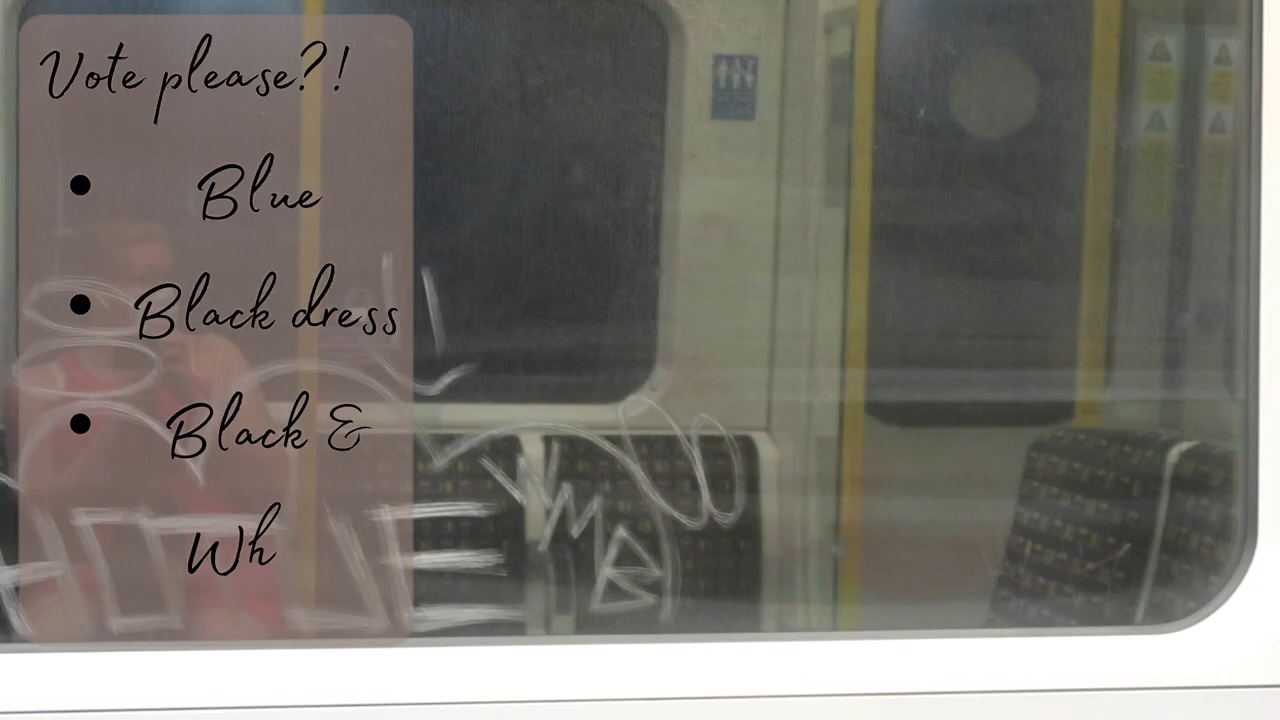 Vote please?!
• Blue
• Black dress
• Black &
Wh